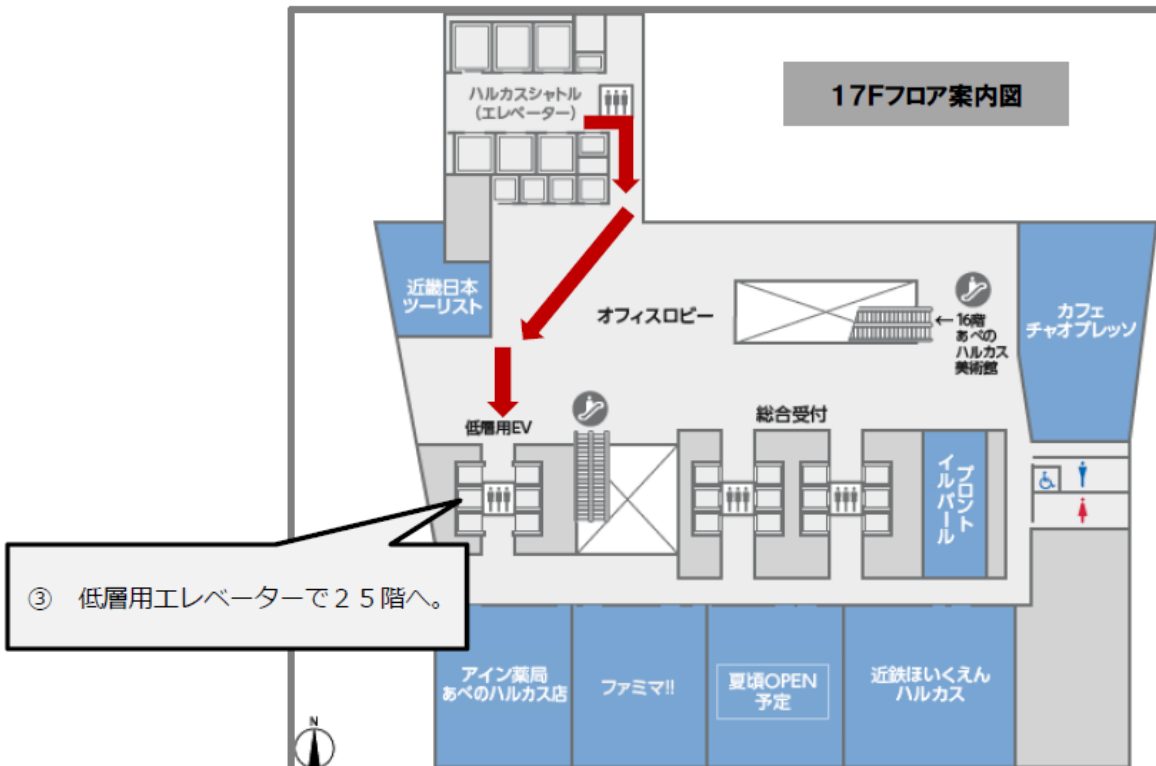 17Fフロア案内図
ハルカスシャトル
(エレベーター)
近畿日本
ツーリスト
オフィスロビー
←16階
あべの
ハルカス
美術館
カフェ
チャオプレッソ
低層用EV
総合受付
プロント
イルバール
③ 低層用エレベーターで25階へ。
アイン薬局
あべのハルカス店
ファミマ!!
夏頃OPEN
予定
近鉄ほいくえん
ハルカス
N